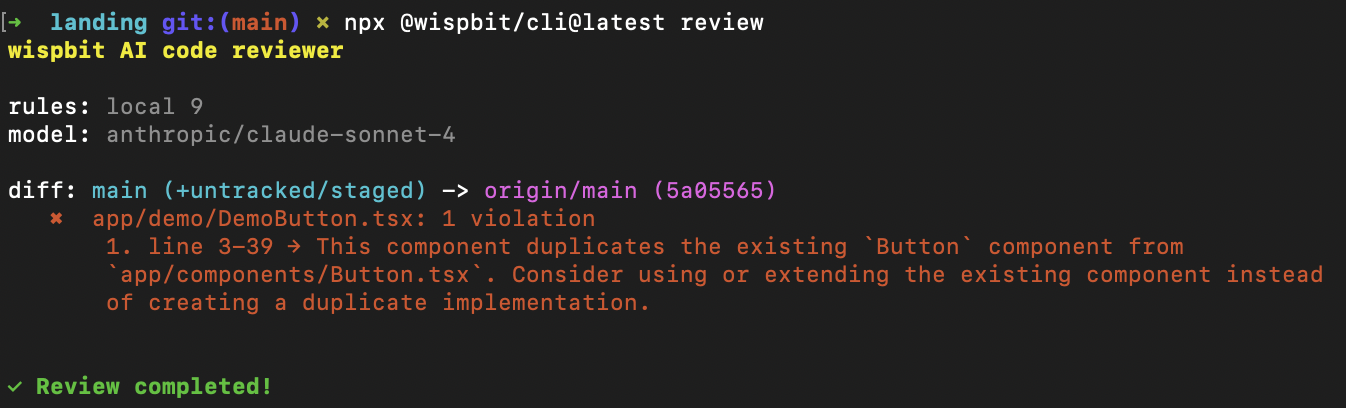 [➜ landing git:(main) ✗ npx @wispbit/cli@latest review
wispbit AI code reviewer
rules: local 9
model: anthropic/claude-sonnet-4
diff: main (+untracked/staged) -> origin/main (5a05565)
✖ app/demo/DemoButton.tsx: 1 violation
1. line 3-39 → This component duplicates the existing `Button` component from
`app/components/Button.tsx`. Consider using or extending the existing component instead
of creating a duplicate implementation.
✓ Review completed!